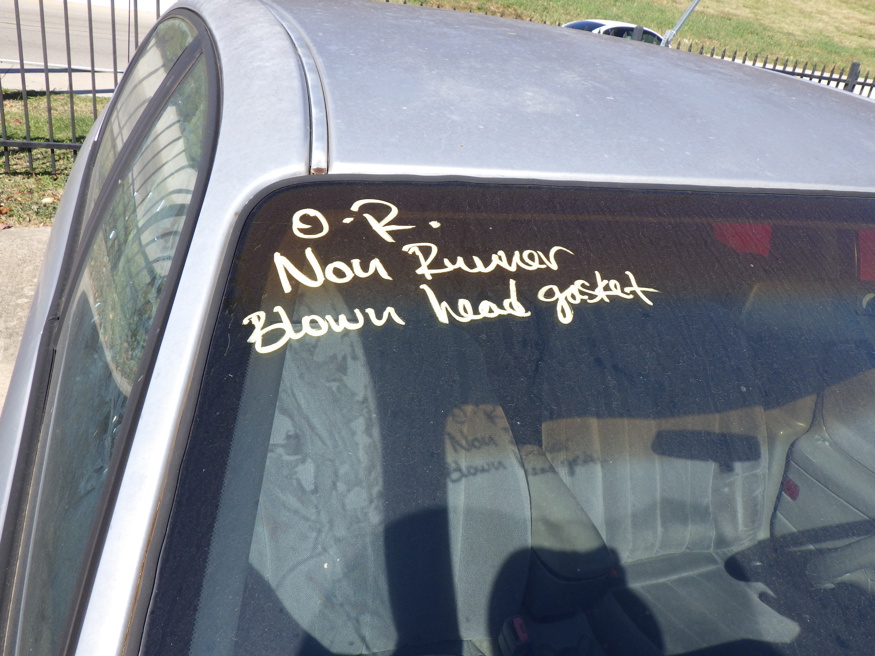 O.R.
Non Runner
Blown head gasket